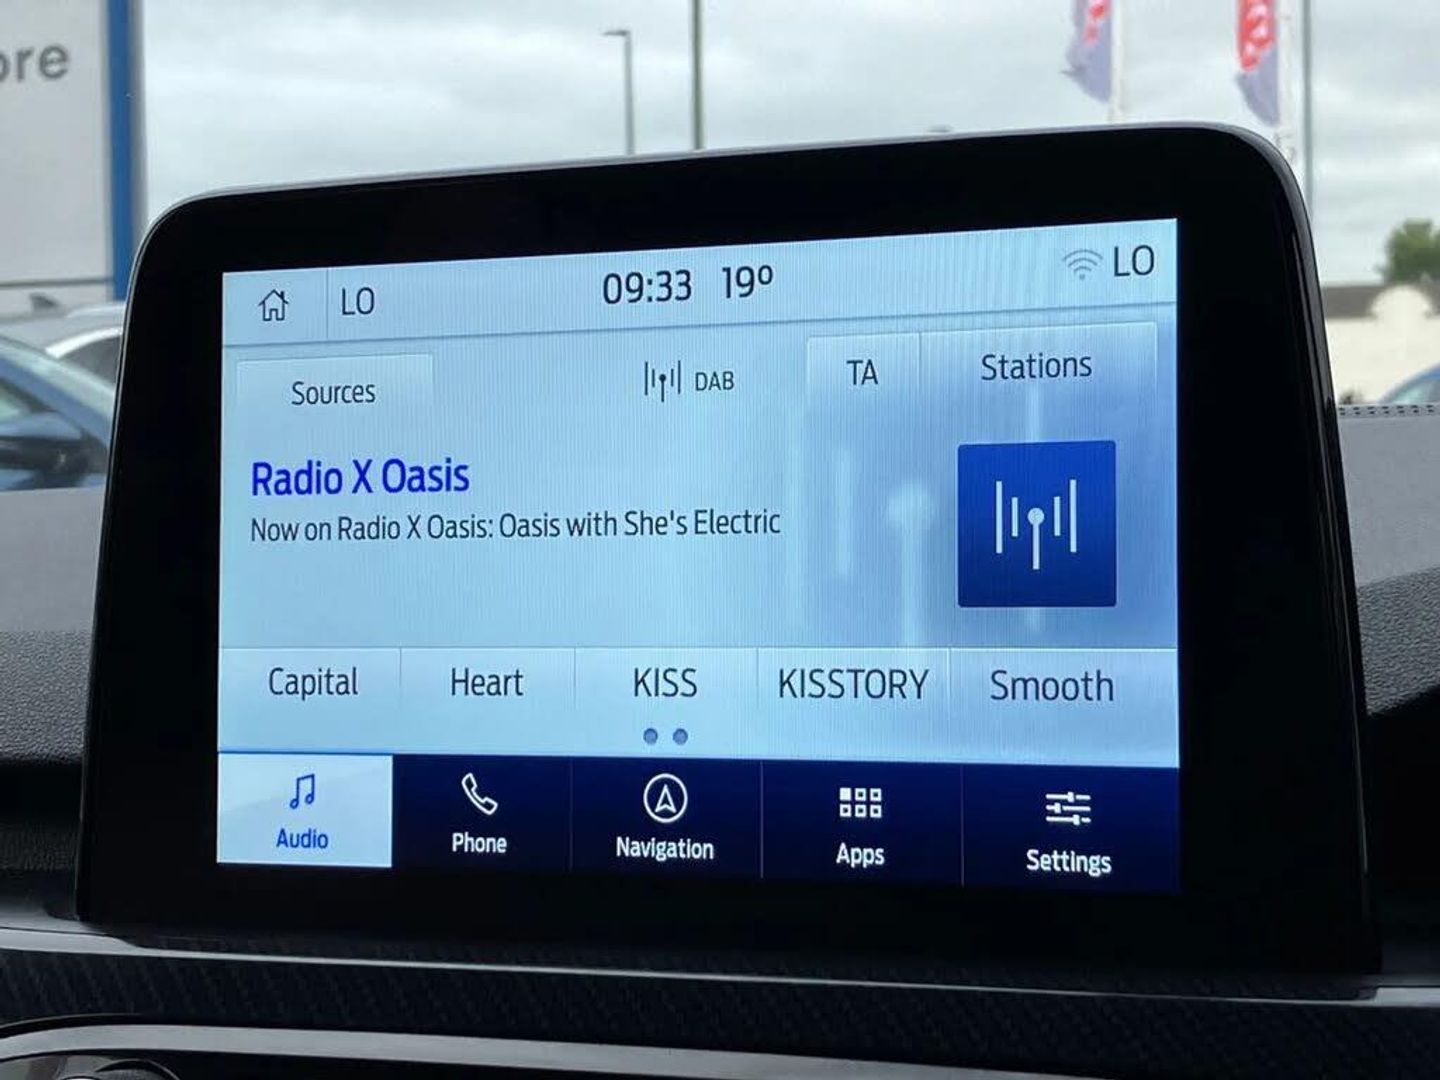 ore
LO 09:33 19º LO
Sources DAB TA Stations
Radio X Oasis
Now on Radio X Oasis: Oasis with She's Electric
Capital Heart KISS KISSTORY Smooth
Audio Phone Navigation Apps Settings